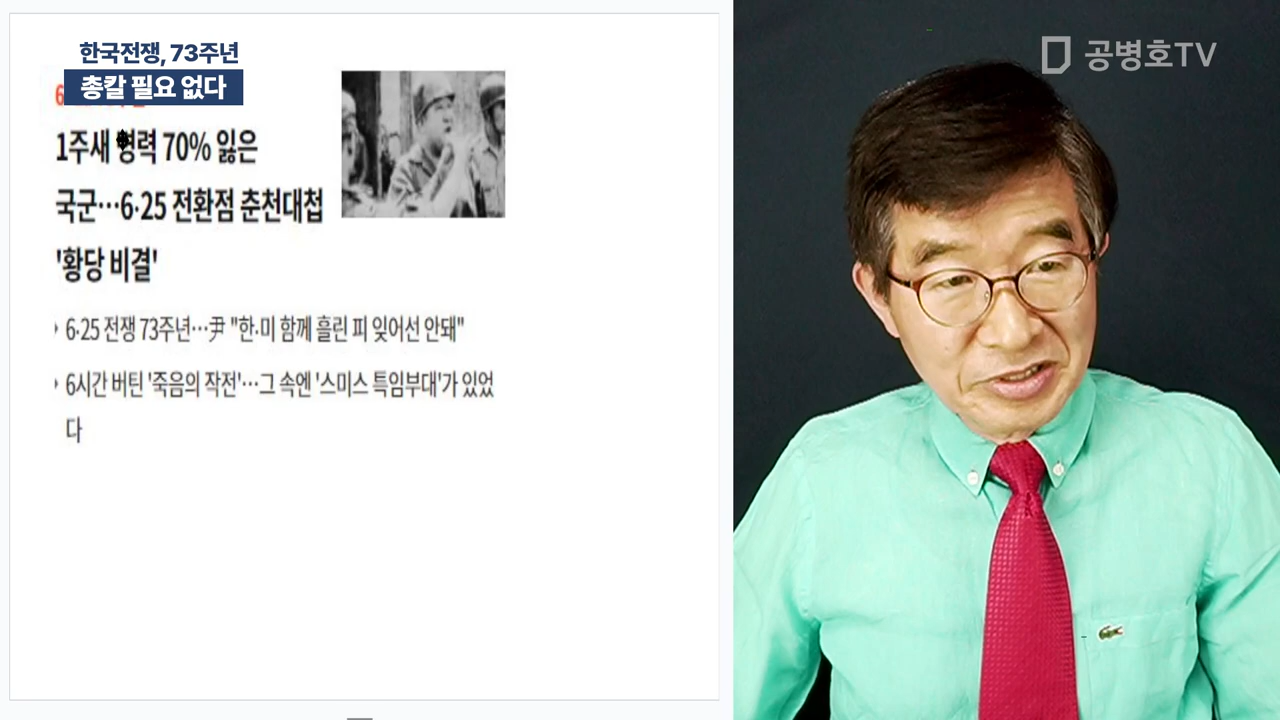 한국전쟁, 73주년
총칼 필요 없다
공병호TV
1주새 병력 70% 잃은
국군…6·25 전환점 춘천대첩
'황당 비결'
6·25 전쟁 73주년…尹 "한·미 함께 흘린 피 잊어선 안돼"
6시간 버틴 '죽음의 작전'…그 속엔 '스미스 특임부대'가 있었
다